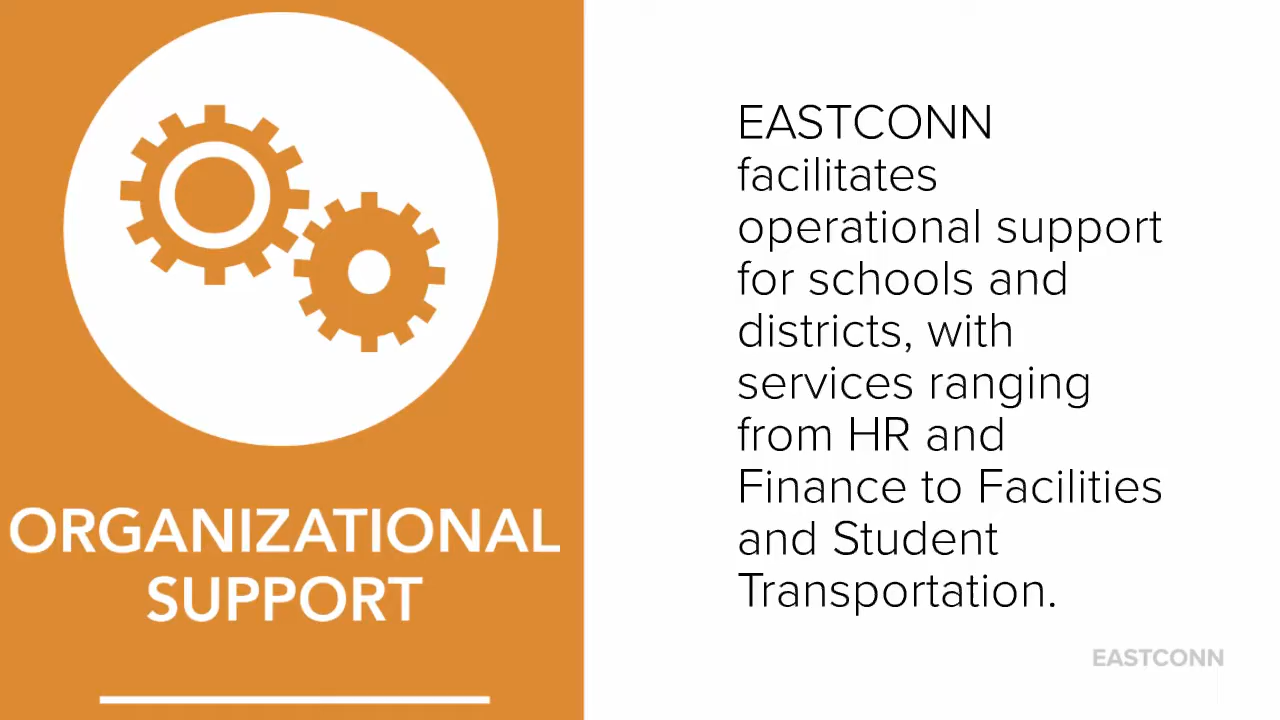 ORGANIZATIONAL
SUPPORT
EASTCONN
facilitates
operational support
for schools and
districts, with
services ranging
from HR and
Finance to Facilities
and Student
Transportation.
EASTCONN